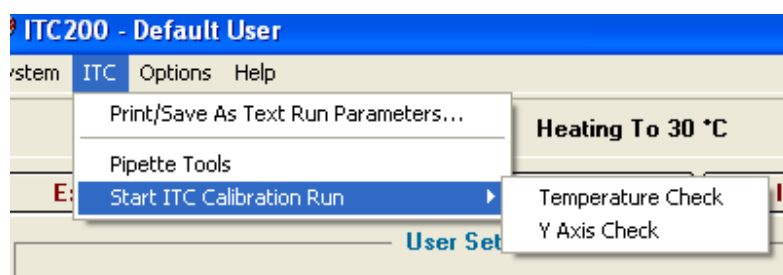 ITC200 - Default User
ystem ITC Options Help
Print/Save As Text Run Parameters...
Heating To 30 °C
Pipette Tools
Start ITC Calibration Run
Temperature Check
Y Axis Check
User Set